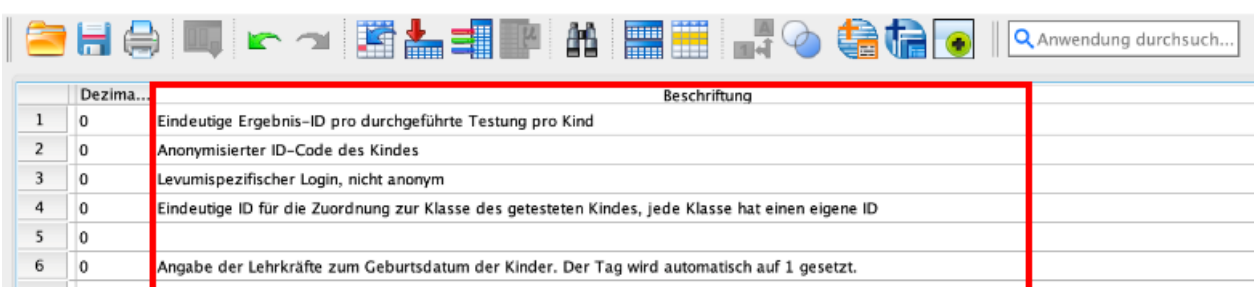 Anwendung durchsuch...
Dezima... Beschriftung
1 0 Eindeutige Ergebnis-ID pro durchgeführte Testung pro Kind
2 0 Anonymisierter ID-Code des Kindes
3 0 Levumispezifischer Login, nicht anonym
4 0 Eindeutige ID für die Zuordnung zur Klasse des getesteten Kindes, jede Klasse hat einen eigene ID
5 0
6 0 Angabe der Lehrkräfte zum Geburtsdatum der Kinder. Der Tag wird automatisch auf 1 gesetzt.